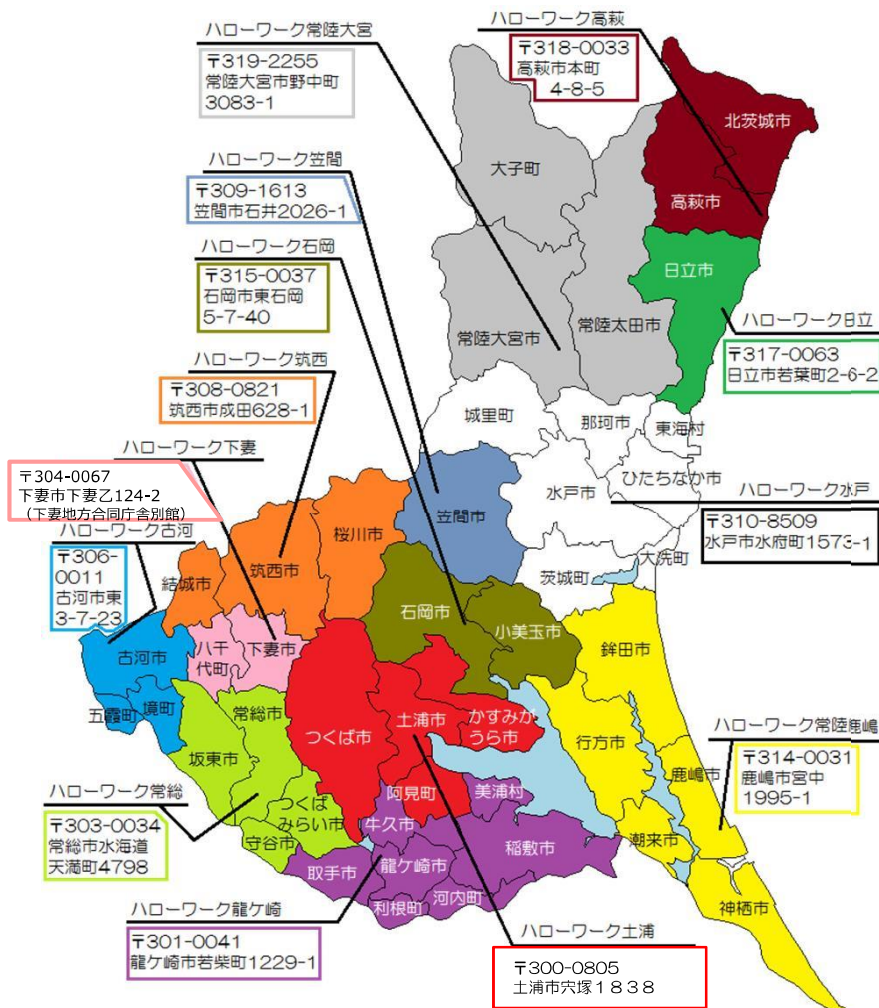 ハローワーク高萩
〒318-0033
高萩市本町
4-8-5
ハローワーク常陸大宮
〒319-2255
常陸大宮市野中町
3083-1
北茨城市
大子町
高萩市
ハローワーク笠間
〒309-1613
笠間市石井2026-1
ハローワーク石岡
〒315-0037
石岡市東石岡
5-7-40
日立市
常陸大宮市
常陸太田市
ハローワーク日立
〒317-0063
日立市若葉町2-6-2
ハローワーク筑西
〒308-0821
筑西市成田628-1
城里町
那珂市
東海村
ハローワーク下妻
〒304-0067
下妻市下妻乙124-2
（下妻地方合同庁舎別館）
ひたちなか市
水戸市
ハローワーク水戸
〒310-8509
水戸市水府町1573-1
笠間市
桜川市
大洗町
茨城町
ハローワーク古河
〒306-
0011
古河市東
3-7-23
筑西市
結城市
石岡市
小美玉市
八千
代町
下妻市
古河市
鉾田市
五霞町
境町
常総市
坂東市
つくば市
土浦市
かすみが
うら市
行方市
鹿嶋市
ハローワーク常陸鹿嶋
〒314-0031
鹿嶋市宮中
1995-1
ハローワーク常総
〒303-0034
常総市水海道
天満町4798
つくば
みらい市
守谷市
阿見町
美浦村
牛久市
稲敷市
潮来市
取手市
龍ケ崎市
利根町
河内町
神栖市
ハローワーク龍ケ崎
〒301-0041
龍ケ崎市若柴町1229-1
ハローワーク土浦
〒300-0805
土浦市宍塚１８３８